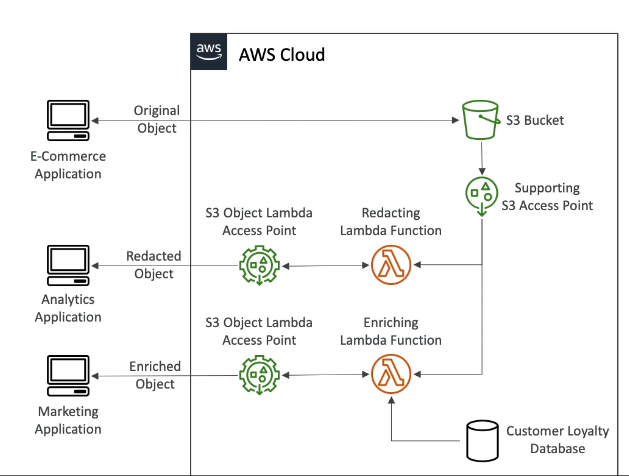 aws
AWS Cloud
Original
Object
S3 Bucket
E-Commerce
Application
Supporting
S3 Access Point
S3 Object Lambda
Access Point
Redacting
Lambda Function
Redacted
Object
Analytics
Application
S3 Object Lambda
Access Point
Enriching
Lambda Function
Enriched
Object
Marketing
Application
Customer Loyalty
Database